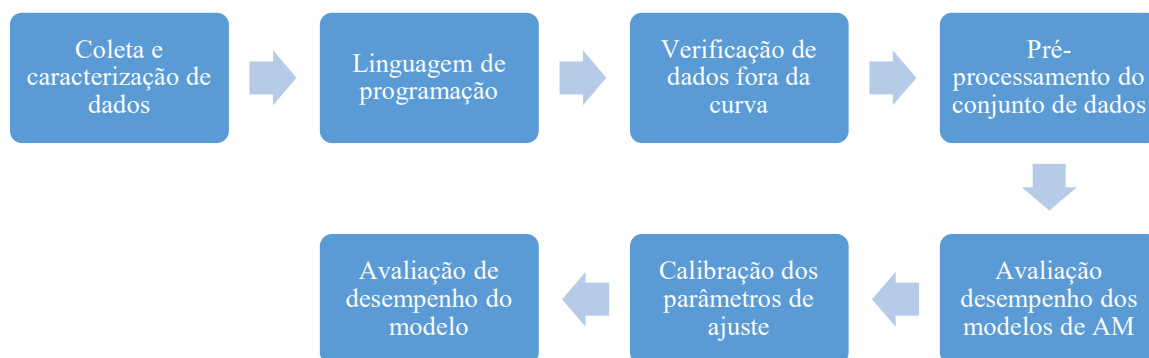 Coleta e
caracterização de
dados
Linguagem de
programação
Verificação de
dados fora da
curva
Pré-
processamento do
conjunto de dados
Avaliação
desempenho dos
modelos de AM
Calibração dos
parâmetros de
ajuste
Avaliação de
desempenho do
modelo